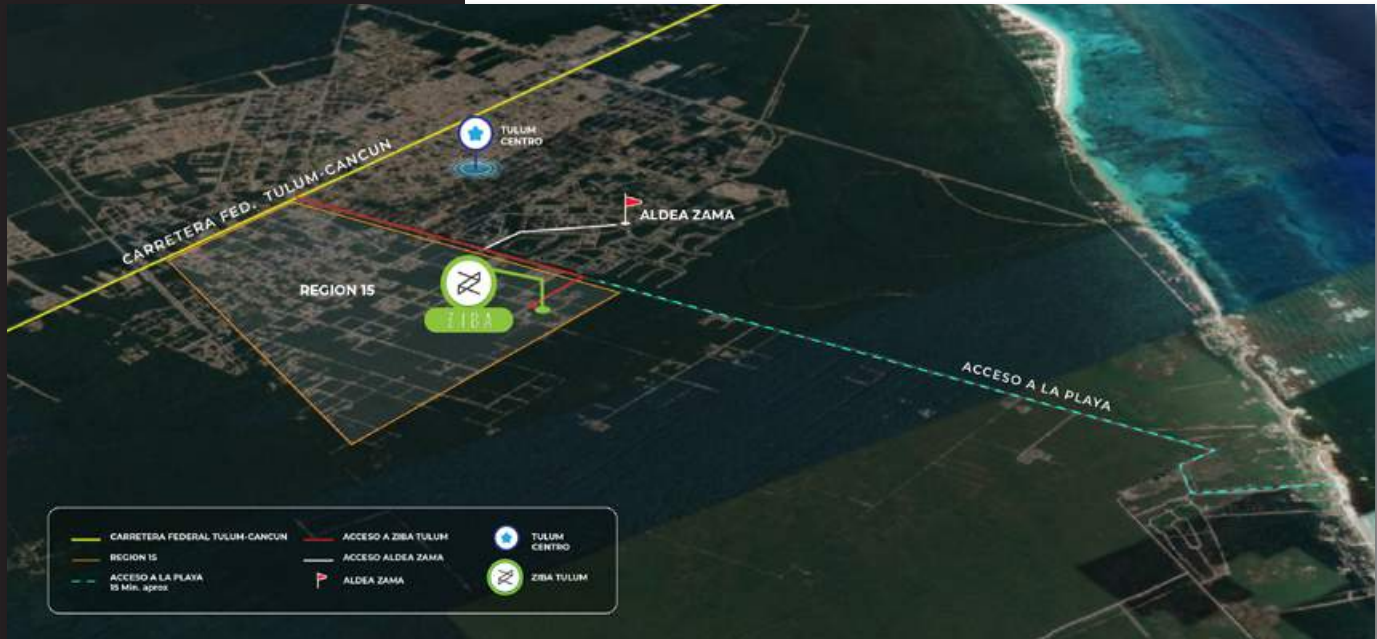 TULUM
CENTRO
CARRETERA FED. TULUM-CANCUN
ALDEA ZAMA
REGION 15
ZIBA
ACCESO A LA PLAYA
CARRETERA FEDERAL TULUM-CANCUN
REGION 15
ACCESO A LA PLAYA
15 Min. aprox
ACCESO A ZIBA TULUM
ACCESO ALDEA ZAMA
ALDEA ZAMA
TULUM
CENTRO
ZIBA TULUM